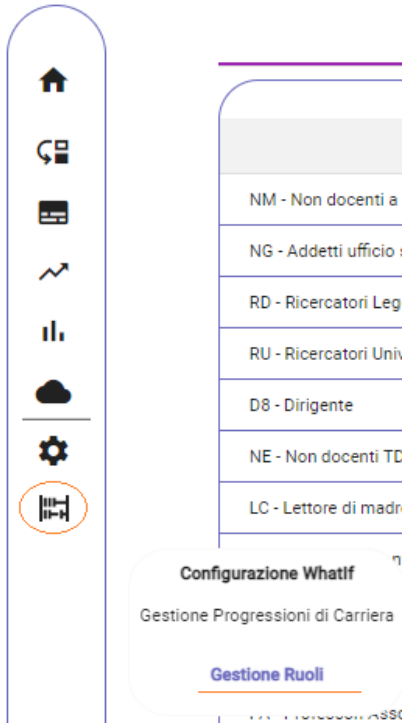 NM - Non docenti a
NG - Addetti ufficio
RD - Ricercatori Leg
RU - Ricercatori Univ
D8 - Dirigente
NE - Non docenti TD
LC - Lettore di madr
Configurazione WhatIf
Gestione Progressioni di Carriera
Gestione Ruoli